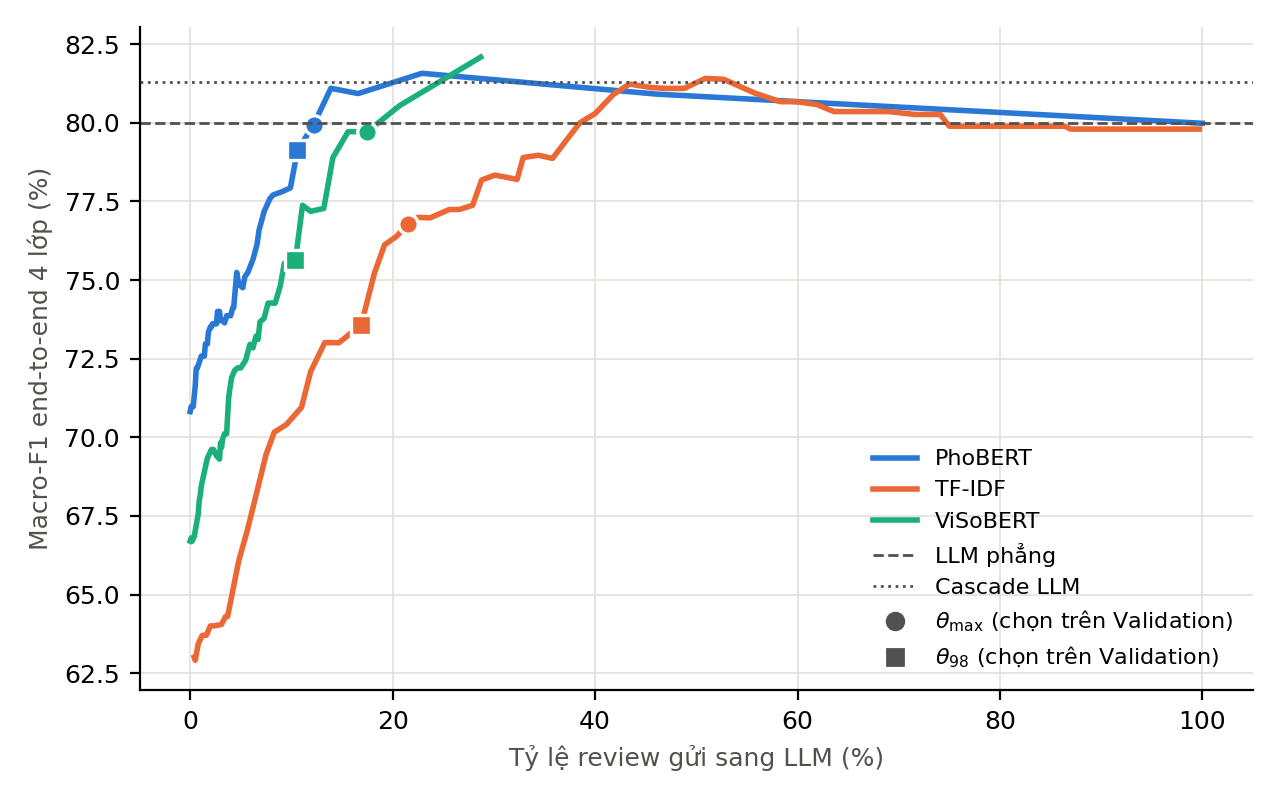 82.5
80.0
77.5
75.0
72.5
70.0
67.5
65.0
62.5
Macro-F1 end-to-end 4 lớp (%)
PhoBERT
TF-IDF
ViSoBERT
LLM phẳng
Cascade LLM
θmax (chọn trên Validation)
θ98 (chọn trên Validation)
0 20 40 60 80 100
Tỷ lệ review gửi sang LLM (%)